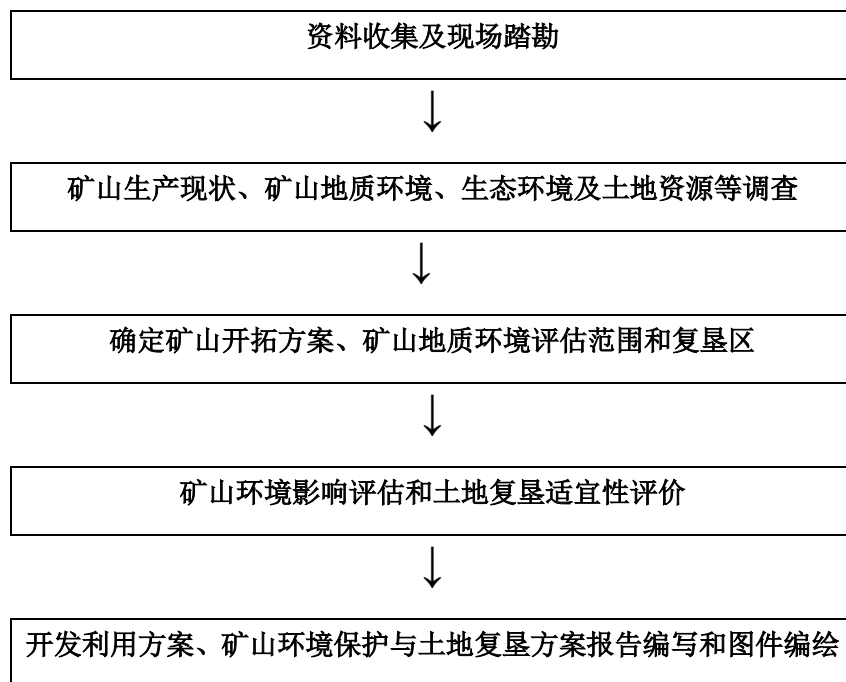 资料收集及现场踏勘
矿山生产现状、矿山地质环境、生态环境及土地资源等调查
确定矿山开拓方案、矿山地质环境评估范围和复垦区
矿山环境影响评估和土地复垦适宜性评价
开发利用方案、矿山环境保护与土地复垦方案报告编写和图件编绘